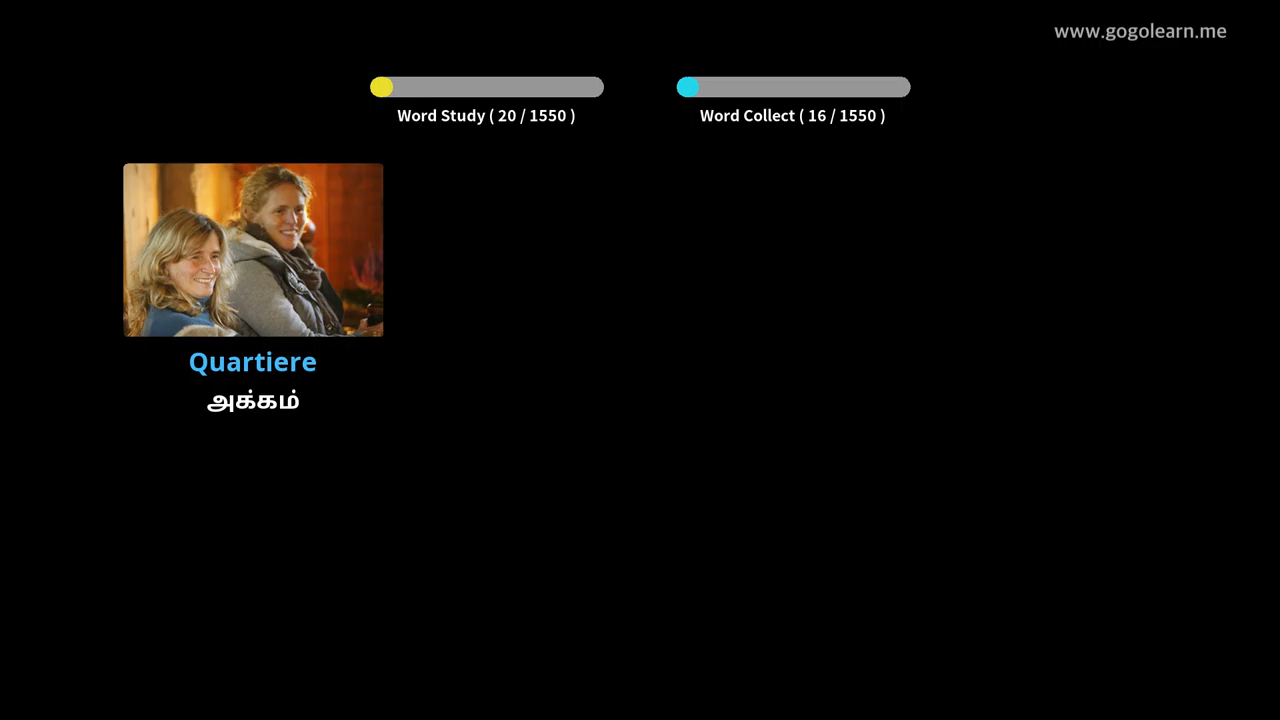 www.gogolearn.me
Word Study ( 20 / 1550 )
Word Collect ( 16 / 1550 )
Quartiere
அக்கம்